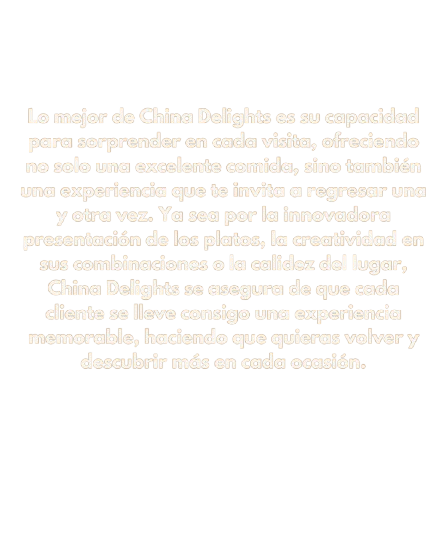 Lo mejor de China Delights es su capacidad
para sorprender en cada visita, ofreciendo
no solo una excelente comida, sino también
una experiencia que te invita a regresar una
y otra vez. Ya sea por la innovadora
presentación de los platos, la creatividad en
sus combinaciones o la calidez del lugar,
China Delights se asegura de que cada
cliente se lleve consigo una experiencia
memorable, haciendo que quieras volver y
descubrir más en cada ocasión.